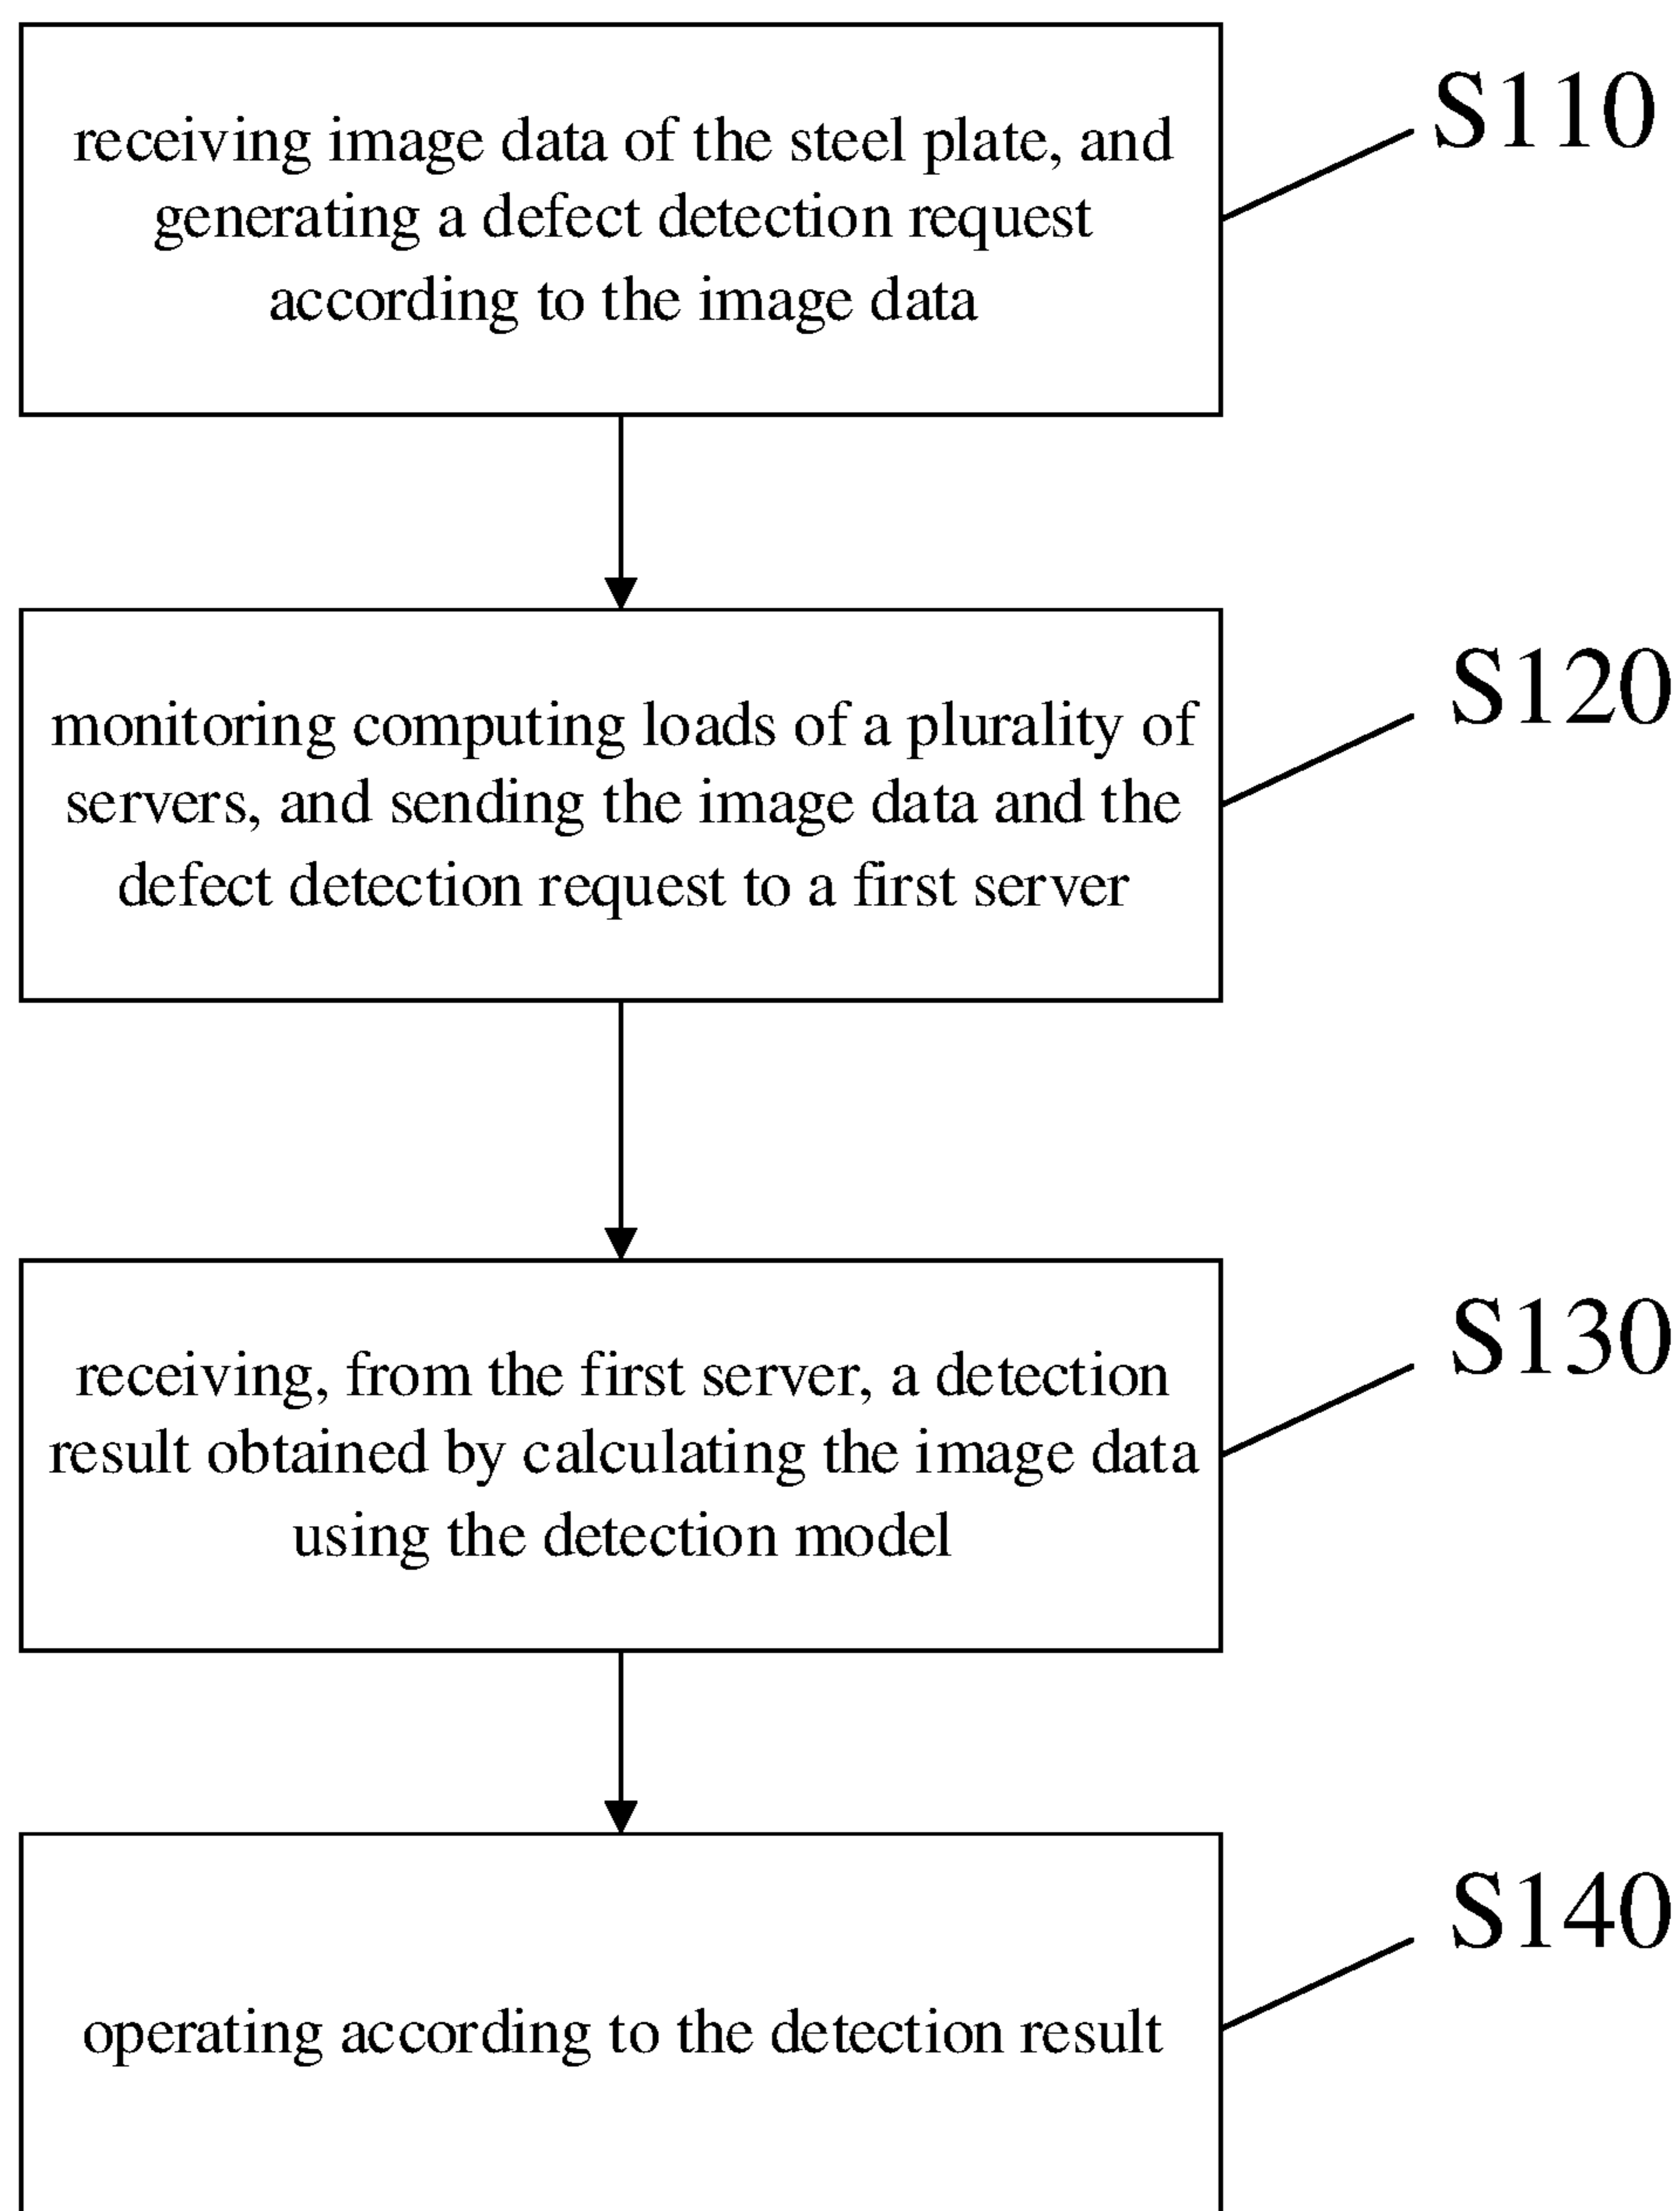 receiving image data of the steel plate, and
generating a defect detection request
according to the image data
S110
monitoring computing loads of a plurality of
servers, and sending the image data and the
defect detection request to a first server
S120
receiving, from the first server, a detection
result obtained by calculating the image data
using the detection model
S130
operating according to the detection result
S140